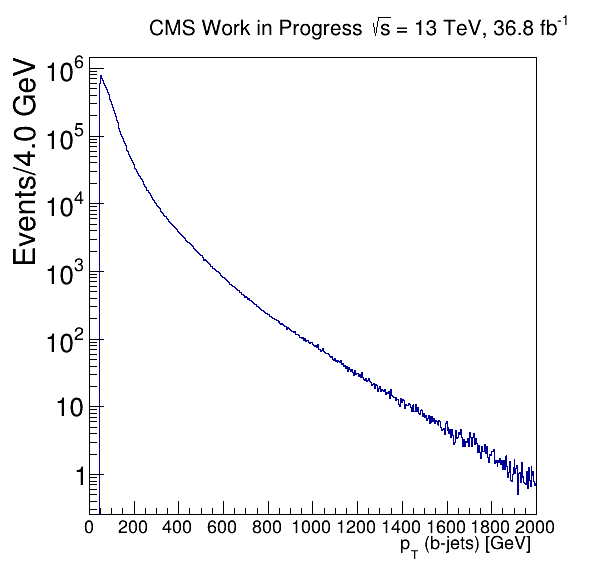 CMS Work in Progress √s = 13 TeV, 36.8 fb⁻¹
Events/4.0 GeV
10⁶
10⁵
10⁴
10³
10²
10
1
0 200 400 600 800 1000 1200 1400 1600 1800 2000
p_T (b-jets) [GeV]